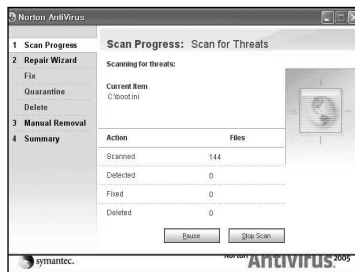 Norton AntiVirus
1 Scan Progress
2 Repair Wizard
Fix
Quarantine
Delete
3 Manual Removal
4 Summary
Scan Progress: Scan for Threats
Scanning for threats:
Current Item
C:\boot.ini
Action Files
Scanned 144
Detected 0
Fixed 0
Deleted 0
Pause Stop Scan
symantec.
Norton AntiVirus 2005